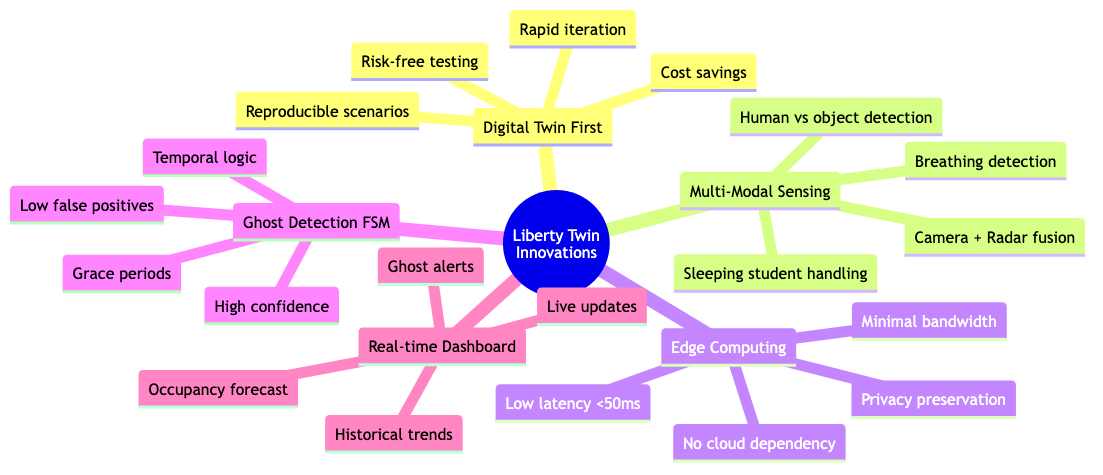 Rapid iteration
Risk-free testing
Cost savings
Reproducible scenarios
Digital Twin First
Human vs object detection
Breathing detection
Multi-Modal Sensing
Camera + Radar fusion
Sleeping student handling
Temporal logic
Low false positives
Ghost Detection FSM
Grace periods
High confidence
Liberty Twin
Innovations
Ghost alerts
Live updates
Real-time Dashboard
Occupancy forecast
Historical trends
Minimal bandwidth
Edge Computing
Low latency <50ms
Privacy preservation
No cloud dependency